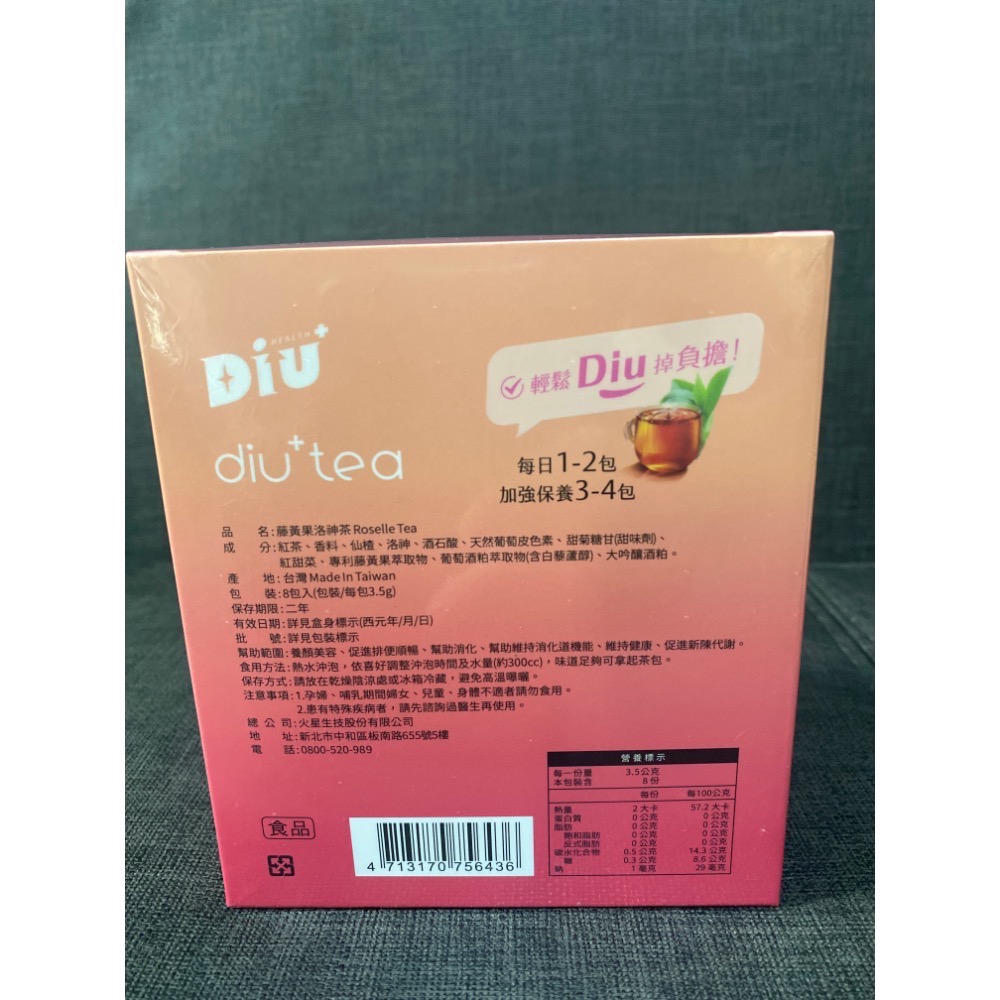 HEALTH
Diu+
diu+tea
輕鬆 Diu 掉負擔!
每日1-2包
加強保養3-4包
品 名:藤黃果洛神茶 Roselle Tea
成 分:紅茶、香料、仙楂、洛神、酒石酸、天然葡萄皮色素、甜菊糖甘(甜味劑)、
紅甜菜、專利藤黃果萃取物、葡萄酒粕萃取物(含白藜蘆醇)、大吟釀酒粕。
產 地:台灣 Made In Taiwan
包 裝:8包入(包裝/每包3.5g)
保存期限:二年
有效日期:詳見盒身標示(西元年/月/日)
批 號:詳見包裝標示
幫助範圍:養顏美容、促進排便順暢、幫助消化、幫助維持消化道機能、維持健康、促進新陳代謝。
食用方法:熱水沖泡,依喜好調整沖泡時間及水量(約300cc),味道足夠可拿起茶包。
保存方式:請放在乾燥陰涼處或冰箱冷藏,避免高溫曝曬。
注意事項:1.孕婦、哺乳期間婦女、兒童、身體不適者請勿食用。
2.患有特殊疾病者,請先諮詢過醫生再使用。
總 公 司:火星生技股份有限公司
地 址:新北市中和區板南路655號5樓
電 話:0800-520-989
營養標示
每一份量 3.5公克
本包裝含 8份
每份 每100公克
熱量 2大卡 57.2大卡
蛋白質 0公克 0公克
脂肪 0公克 0公克
飽和脂肪 0公克 0公克
反式脂肪 0公克 0公克
碳水化合物 0.5公克 14.3公克
糖 0.3公克 8.6公克
鈉 1毫克 29毫克
食品
4 713170 756436